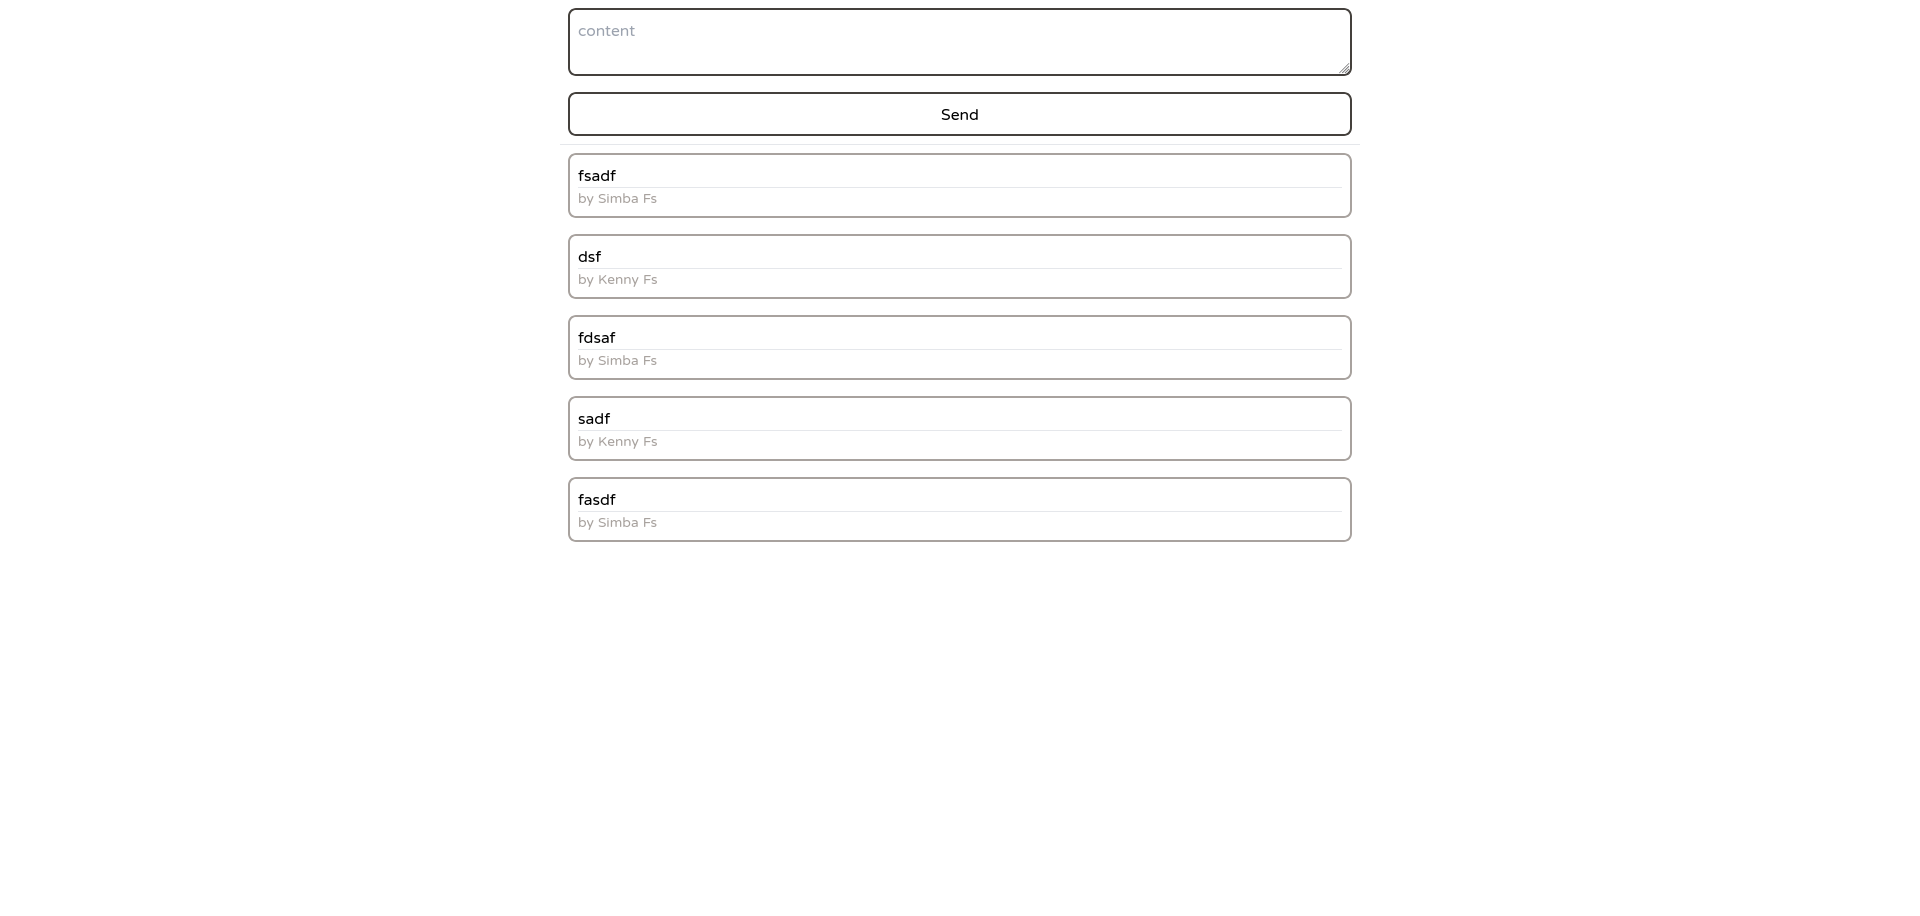 content
Send
fsadf
by Simba Fs
dsf
by Kenny Fs
fdsaf
by Simba Fs
sadf
by Kenny Fs
fasdf
by Simba Fs